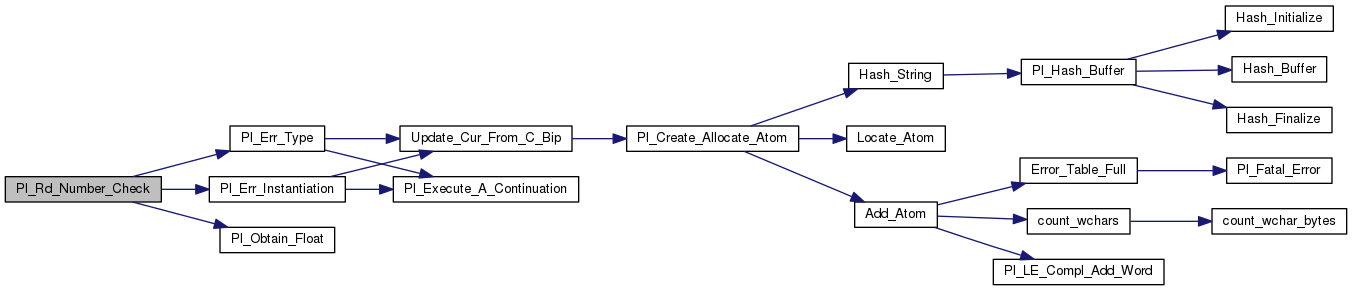 Pl_Rd_Number_Check
Pl_Err_Type
Pl_Err_Instantiation
Pl_Obtain_Float
Update_Cur_From_C_Bip
Pl_Execute_A_Continuation
Pl_Create_Allocate_Atom
Hash_String
Locate_Atom
Add_Atom
Pl_Hash_Buffer
Error_Table_Full
count_wchars
Pl_LE_Compl_Add_Word
Hash_Initialize
Hash_Buffer
Hash_Finalize
Pl_Fatal_Error
count_wchar_bytes